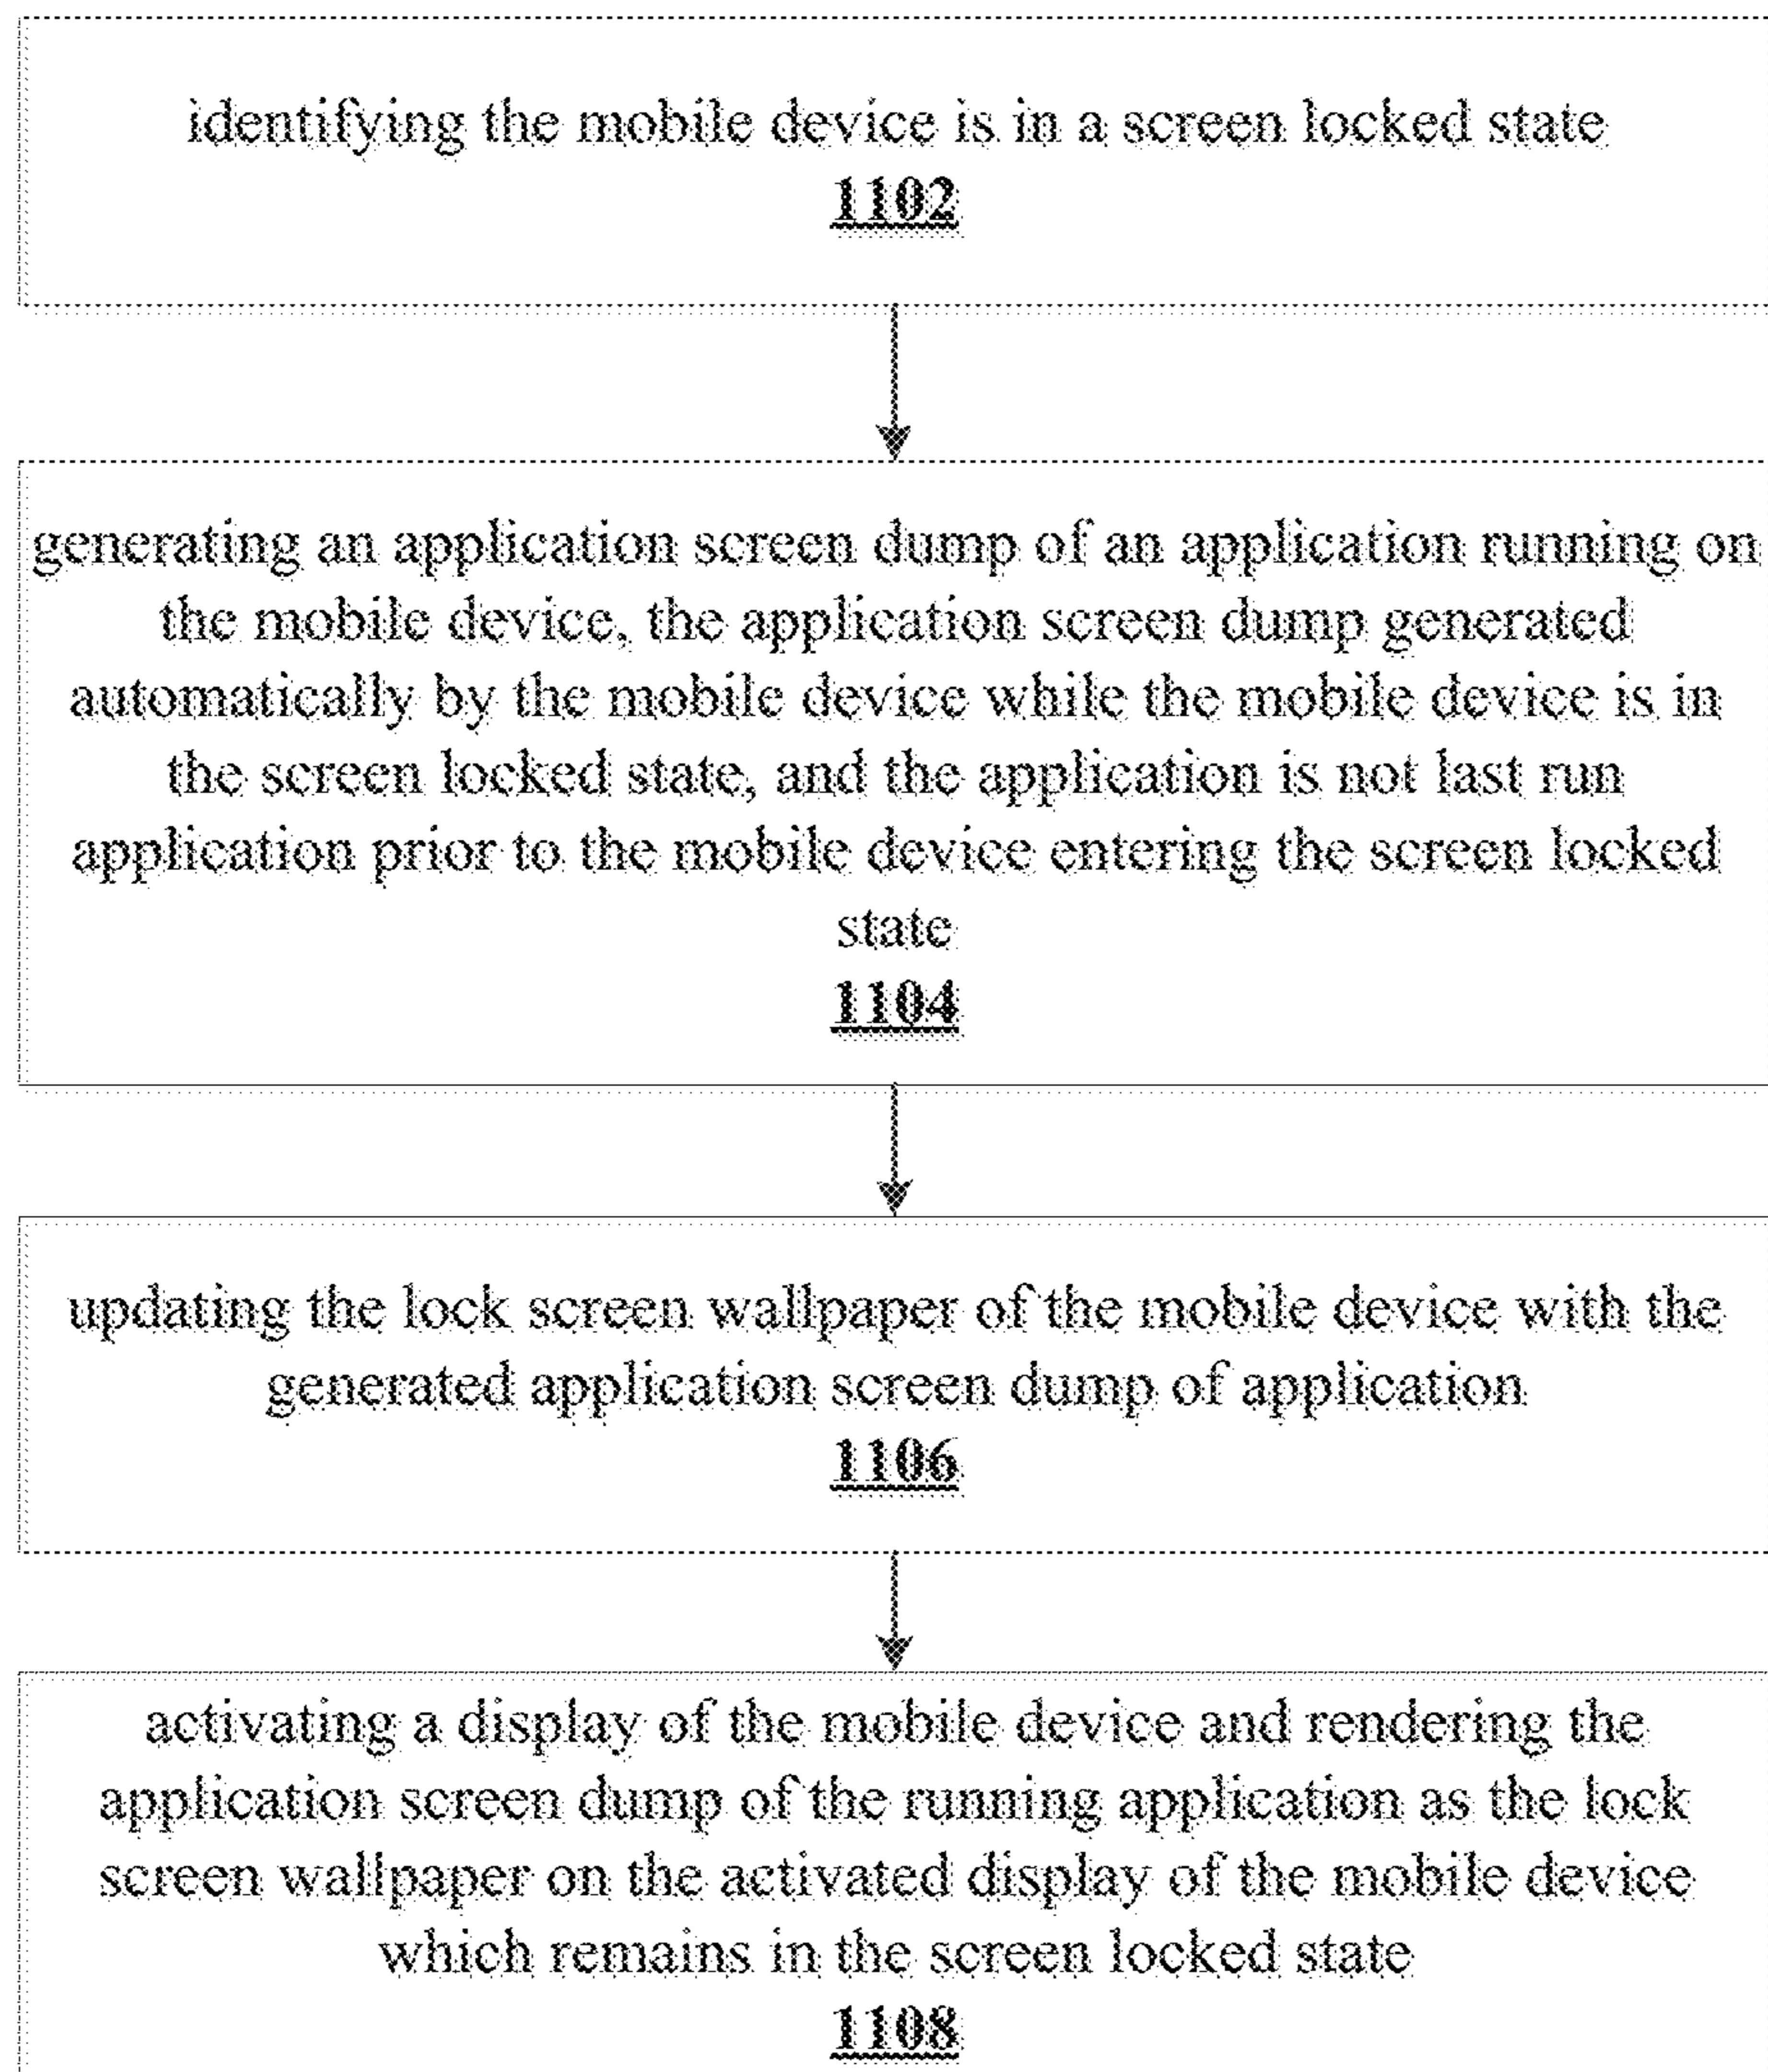 identifying the mobile device is in a screen locked state
1102
generating an application screen dump of an application running on
the mobile device, the application screen dump generated
automatically by the mobile device while the mobile device is in
the screen locked state, and the application is not last run
application prior to the mobile device entering the screen locked
state
1104
updating the lock screen wallpaper of the mobile device with the
generated application screen dump of application
1106
activating a display of the mobile device and rendering the
application screen dump of the running application as the lock
screen wallpaper on the activated display of the mobile device
which remains in the screen locked state
1108